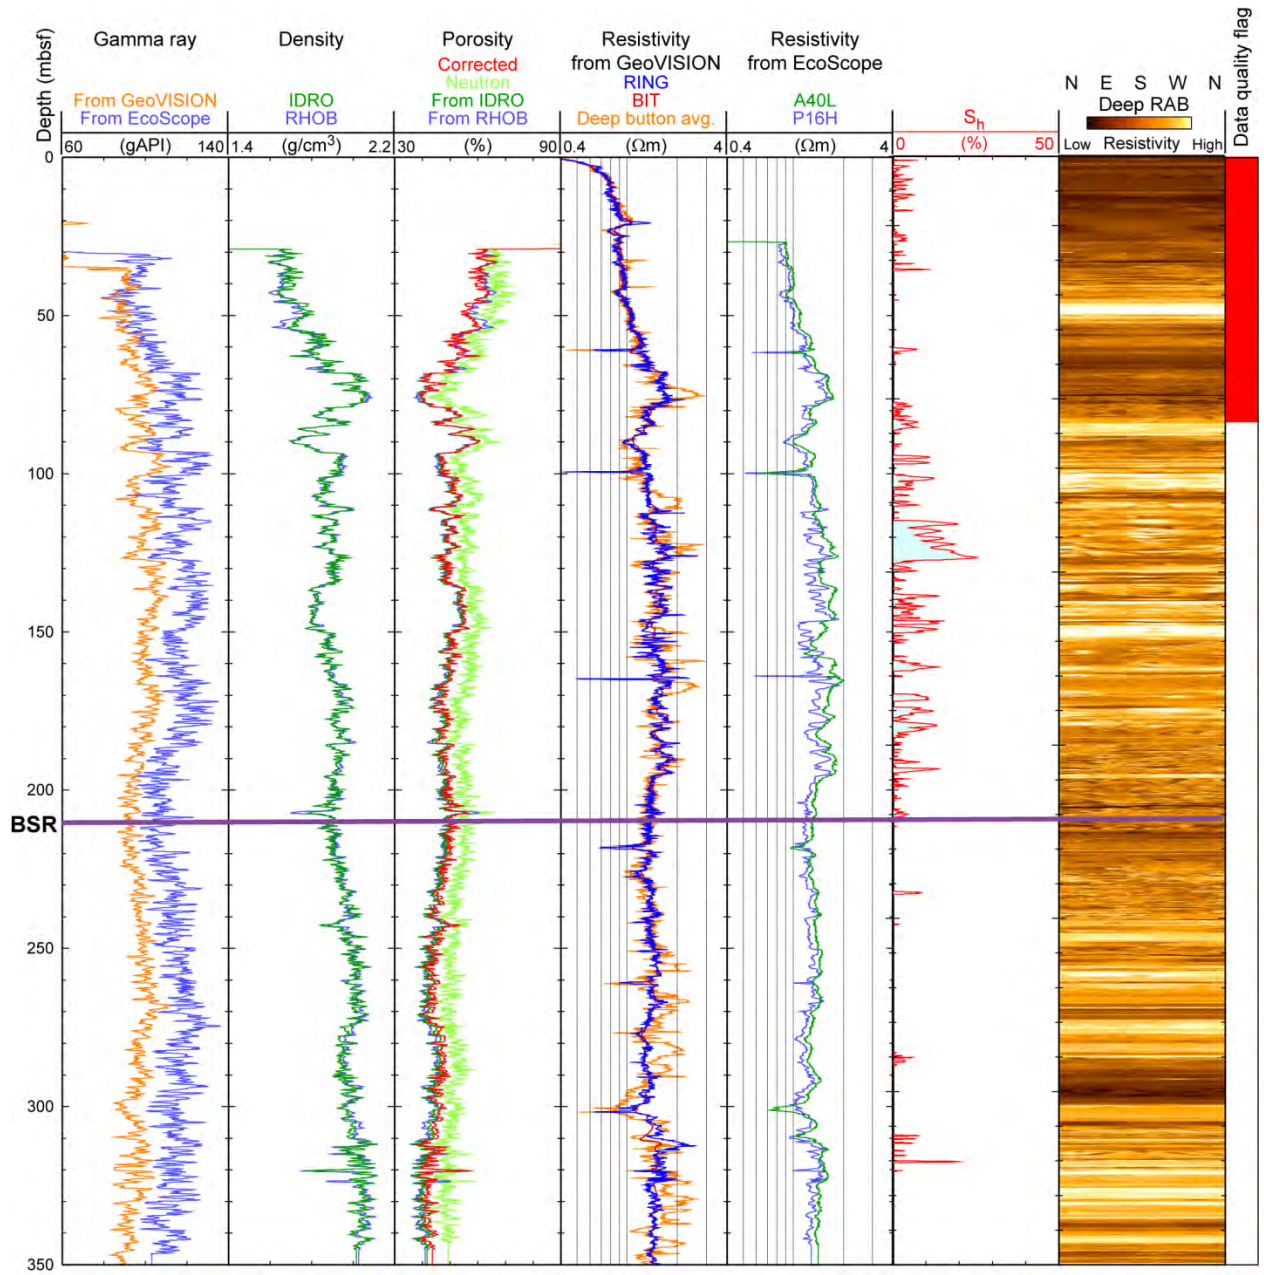 Depth (mbsf)
Gamma ray
From GeoVISION
From EcoScope
60 (gAPI) 140
Density
IDRO
RHOB
1.4 (g/cm³) 2.2
Porosity
Corrected
Neutron
From IDRO
From RHOB
30 (%) 90
Resistivity
from GeoVISION
RING
BIT
Deep button avg.
0.4 (Ωm) 4
Resistivity
from EcoScope
A40L
P16H
0.4 (Ωm) 4
Sh
0 (%) 50
N E S W N
Deep RAB
Low Resistivity High
Data quality flag
0
50
100
150
200
BSR
250
300
350